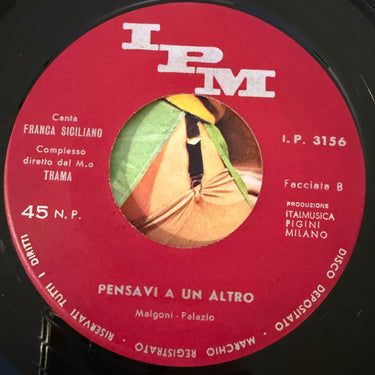 IPM
Canta
FRANCA SICILIANO
Complesso
diretto dal M.o
TRAMA
I.P. 3156
Facciata B
45 N.P.
PRODUZIONE
ITALMUSICA
PIGINI
MILANO
PENSAVI A UN ALTRO
Malgoni - Palazio
DISCO DEPOSITATO - MARCHIO REGISTRATO - RISERVATI TUTTI I DIRITTI